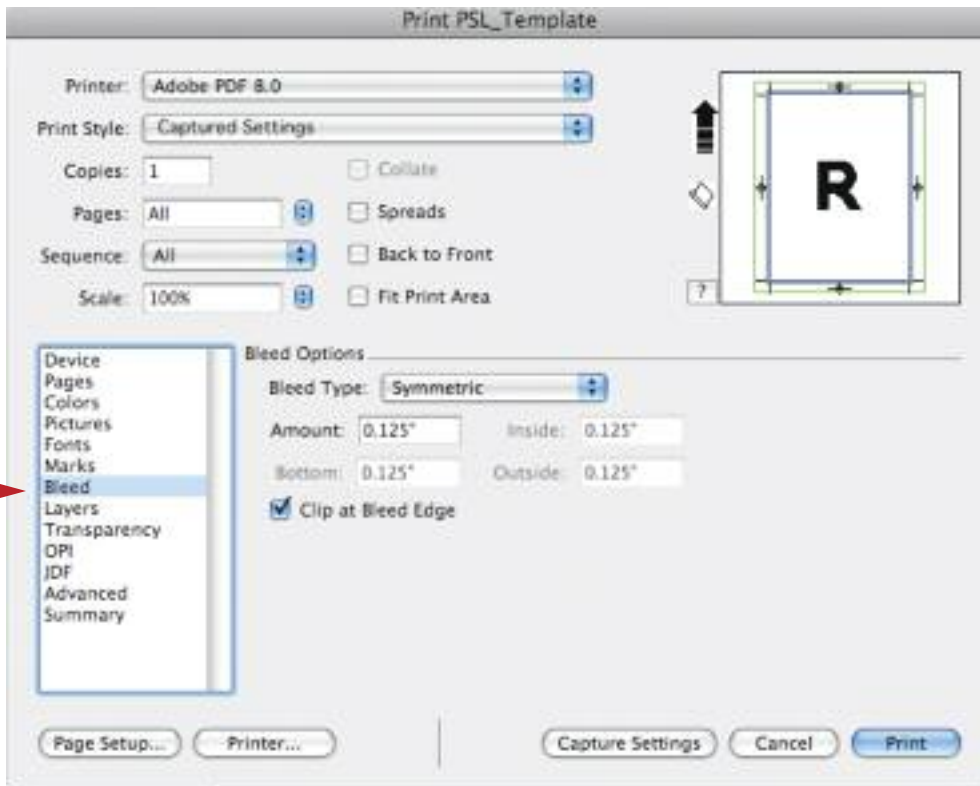 Print PSL_Template
Printer: Adobe PDF 8.0
Print Style: Captured Settings
Copies: 1 Collate
Pages: All Spreads
Sequence: All Back to Front
Scale: 100% Fit Print Area
R
?
Device
Pages
Colors
Pictures
Fonts
Marks
Bleed
Layers
Transparency
OPI
JDF
Advanced
Summary
Bleed Options
Bleed Type: Symmetric
Amount: 0.125" Inside: 0.125"
Bottom: 0.125" Outside: 0.125"
Clip at Bleed Edge
Page Setup... Printer... Capture Settings Cancel Print